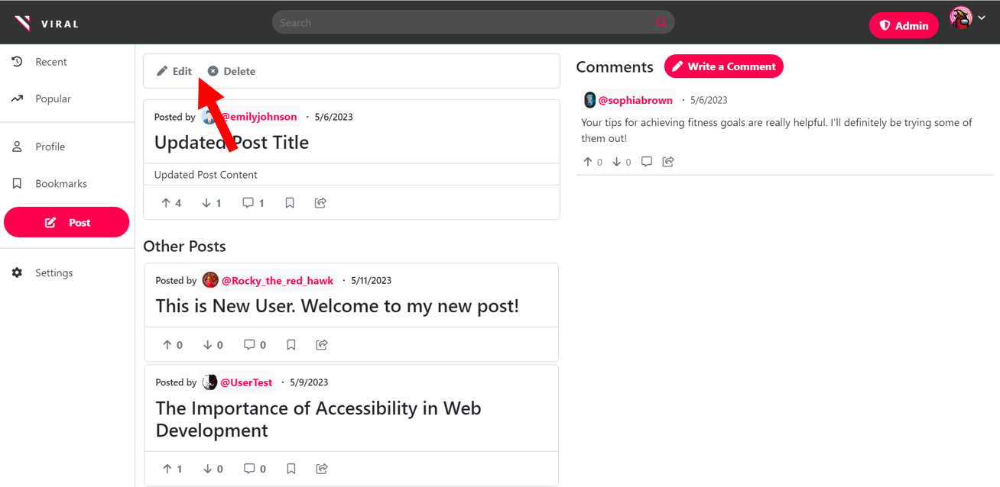 VIRAL
Search
Admin
Recent
Popular
Profile
Bookmarks
Post
Settings
Edit Delete
Posted by @emilyjohnson · 5/6/2023
Updated Post Title
Updated Post Content
4 1 1
Other Posts
Posted by @Rocky_the_red_hawk · 5/11/2023
This is New User. Welcome to my new post!
0 0 0
Posted by @UserTest · 5/9/2023
The Importance of Accessibility in Web
Development
1 0 0
Comments Write a Comment
@sophiabrown · 5/6/2023
Your tips for achieving fitness goals are really helpful. I'll definitely be trying some of
them out!
0 0